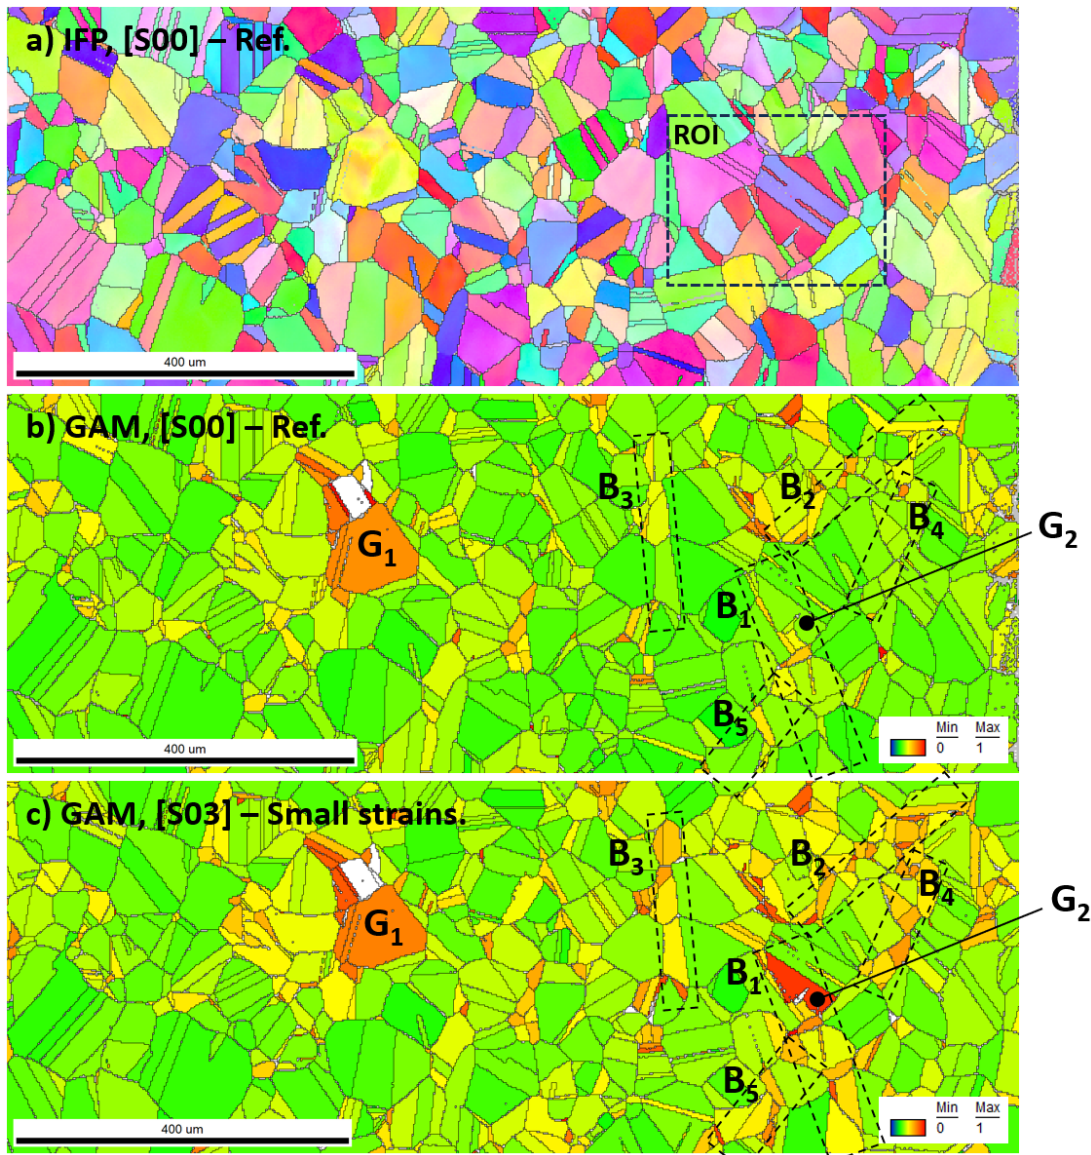 a) IFP, [S00] – Ref.
ROI
400 um
b) GAM, [S00] – Ref.
B3
B2
B4
G2
G1
B1
B5
Min Max
0 1
400 um
c) GAM, [S03] – Small strains.
B3
B2
B4
G2
G1
B1
B5
Min Max
0 1
400 um